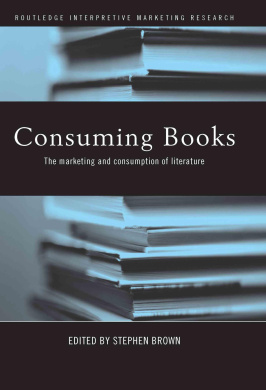 ROUTLEDGE INTERPRETIVE MARKETING RESEARCH
Consuming Books
The marketing and consumption of literature
EDITED BY STEPHEN BROWN